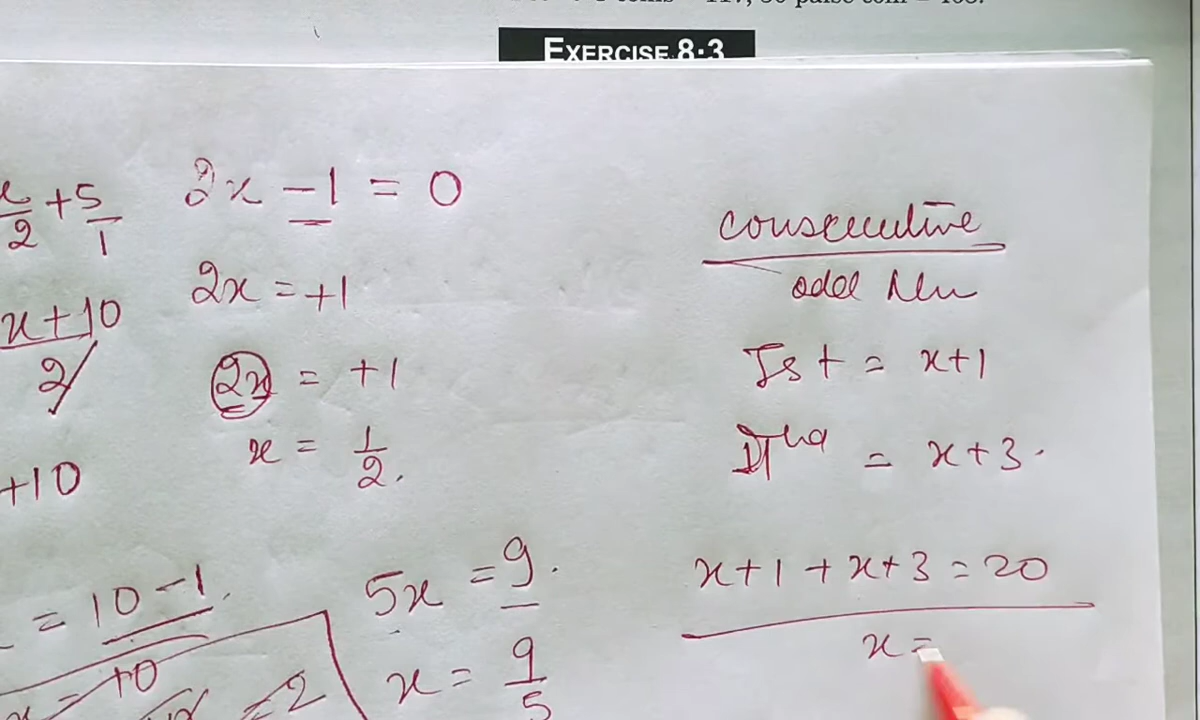 EXERCISE 8·3
x/2 + 5/1
x+10
2
+10
= 10 - 1
2x - 1 = 0
2x = +1
2x = +1
x = 1/2.
5x = 9.
x = 9/5
consecutive
odd Nu
Ist = x+1
IInd = x+3.
x+1 + x+3 = 20
x =